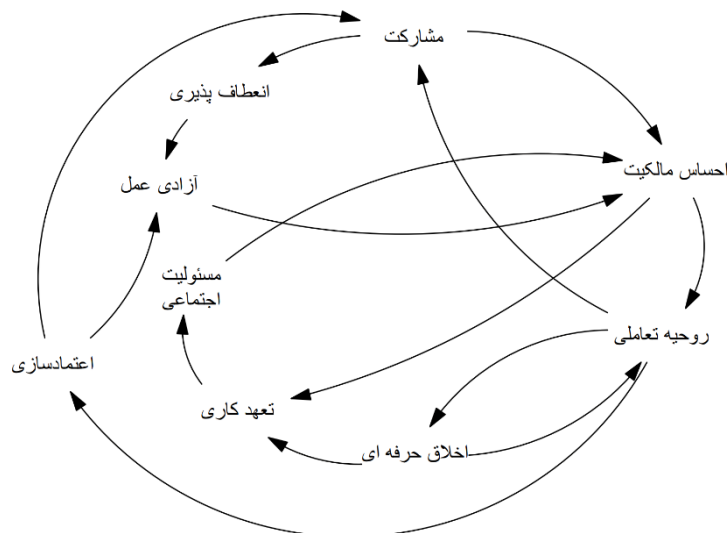 مشارکت
انعطاف پذیری
احساس مالکیت
آزادی عمل
مسئولیت
اجتماعی
روحیه تعاملی
اعتمادسازی
تعهد کاری
اخلاق حرفه ای